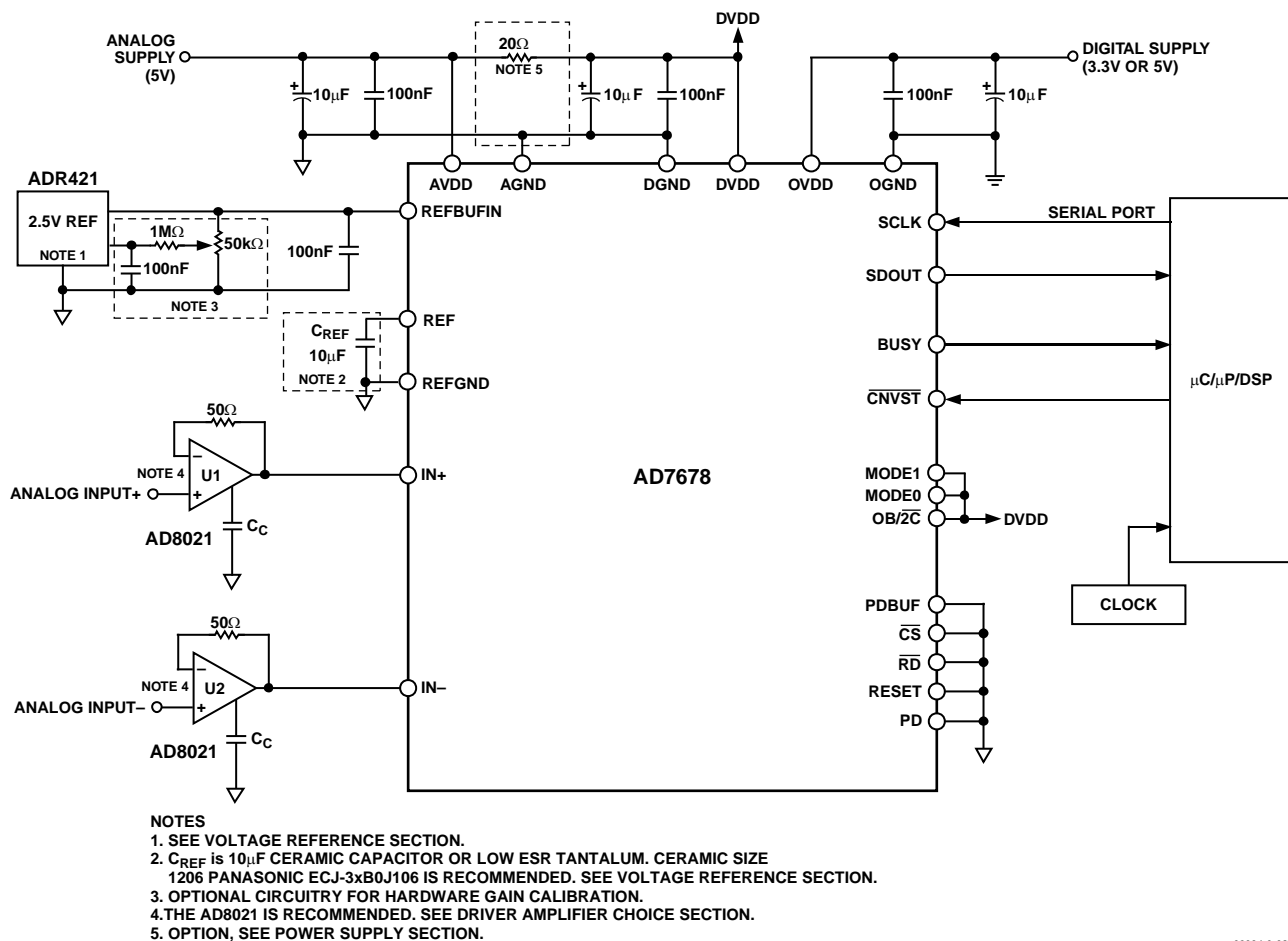 ANALOG
SUPPLY
(5V)
20Ω
NOTE 5
DVDD
DIGITAL SUPPLY
(3.3V OR 5V)
+
10μF
100nF
+
10μF
100nF
100nF
+
10μF
AVDD
AGND
DGND
DVDD
OVDD
OGND
ADR421
2.5V REF
NOTE 1
1MΩ
50kΩ
100nF
NOTE 3
100nF
REFBUFIN
CREF
10μF
NOTE 2
REF
REFGND
50Ω
–
+
U1
NOTE 4
ANALOG INPUT+
CC
AD8021
IN+
50Ω
–
+
U2
NOTE 4
ANALOG INPUT–
CC
AD8021
IN–
AD7678
SCLK
SERIAL PORT
SDOUT
BUSY
CNVST
μC/μP/DSP
MODE1
MODE0
OB/2C
DVDD
CLOCK
PDBUF
CS
RD
RESET
PD
NOTES
1. SEE VOLTAGE REFERENCE SECTION.
2. CREF is 10μF CERAMIC CAPACITOR OR LOW ESR TANTALUM. CERAMIC SIZE
1206 PANASONIC ECJ-3xB0J106 IS RECOMMENDED. SEE VOLTAGE REFERENCE SECTION.
3. OPTIONAL CIRCUITRY FOR HARDWARE GAIN CALIBRATION.
4.THE AD8021 IS RECOMMENDED. SEE DRIVER AMPLIFIER CHOICE SECTION.
5. OPTION, SEE POWER SUPPLY SECTION.